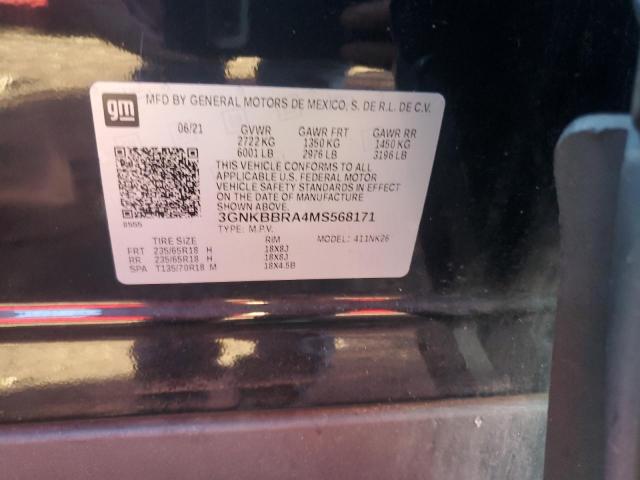 gm
MFD BY GENERAL MOTORS DE MEXICO, S. DE R.L. DE C.V.
06/21 GVWR GAWR FRT GAWR RR
2722 KG 1350 KG 1450 KG
6001 LB 2976 LB 3196 LB
THIS VEHICLE CONFORMS TO ALL
APPLICABLE U.S. FEDERAL MOTOR
VEHICLE SAFETY STANDARDS IN EFFECT
ON THE DATE OF MANUFACTURE
SHOWN ABOVE.
3GNKBBRA4MS568171
8555 TYPE: M.P.V. MODEL: 411NK26
TIRE SIZE RIM
FRT 235/65R18 H 18X8J
RR 235/65R18 H 18X8J
SPA T135/70R18 M 18X4.5B